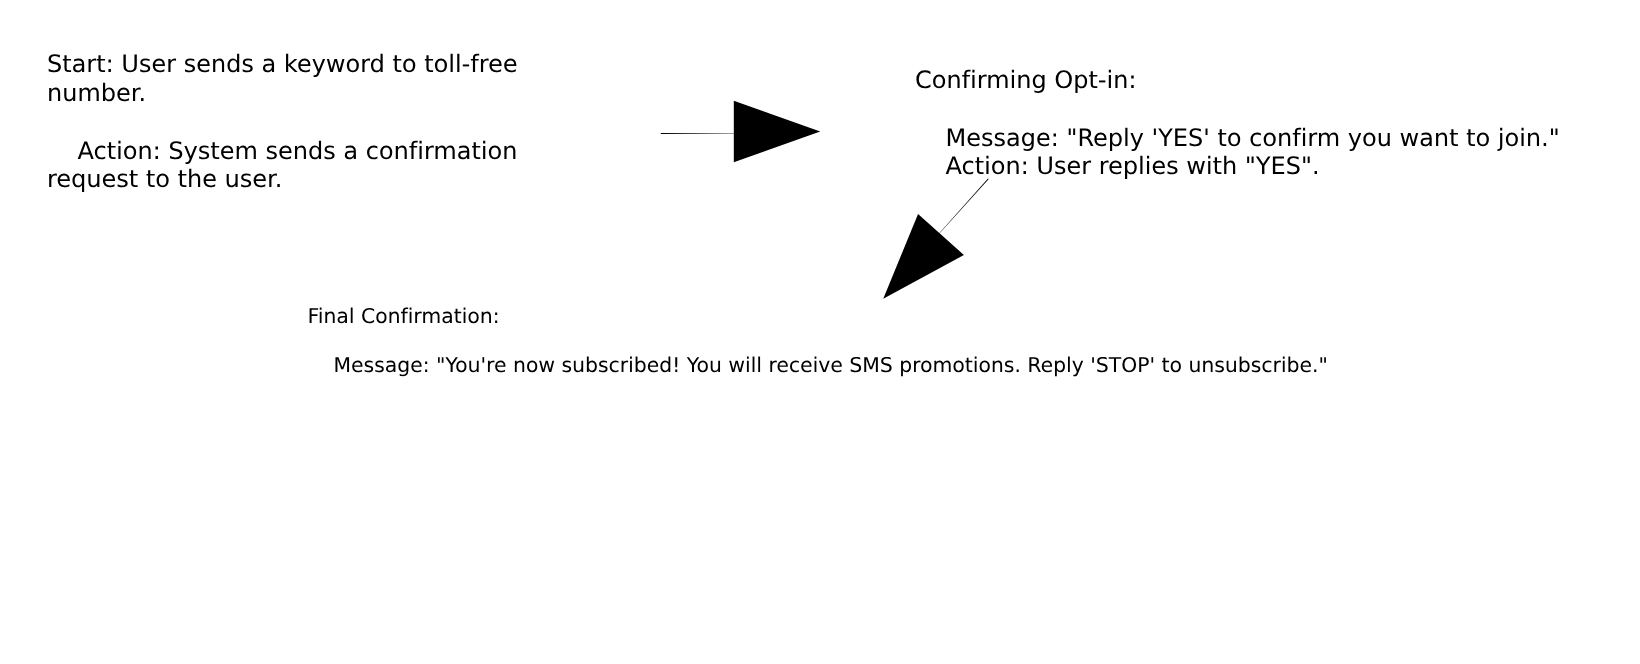 Start: User sends a keyword to toll-free
number.
Action: System sends a confirmation
request to the user.
Confirming Opt-in:
Message: "Reply 'YES' to confirm you want to join."
Action: User replies with "YES".
Final Confirmation:
Message: "You're now subscribed! You will receive SMS promotions. Reply 'STOP' to unsubscribe."